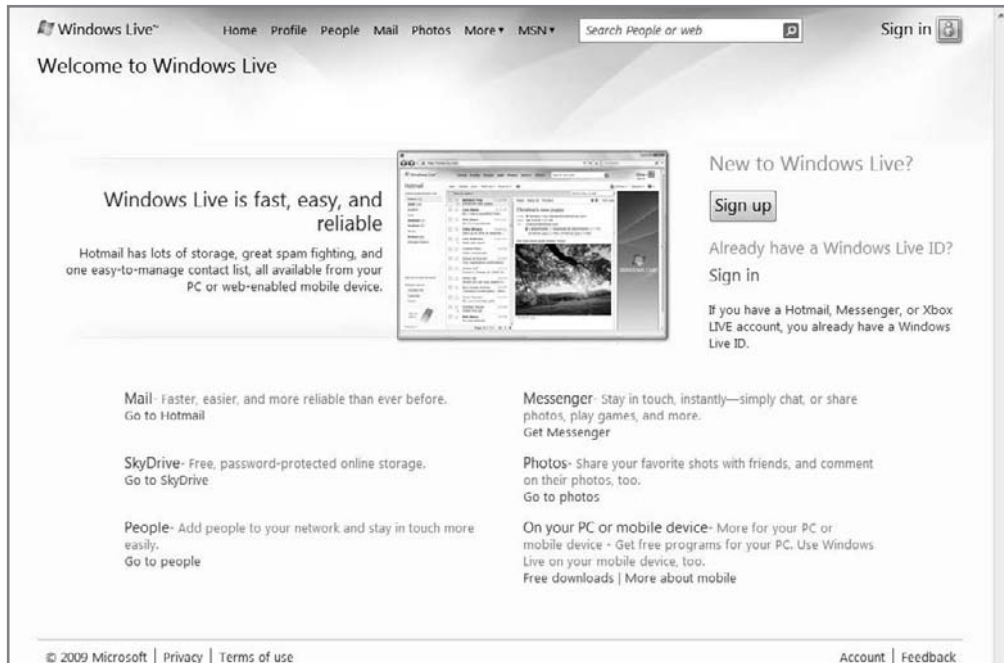 Windows Live™ Home Profile People Mail Photos More▼ MSN▼ Search People or web Sign in
Welcome to Windows Live
Windows Live is fast, easy, and
reliable
Hotmail has lots of storage, great spam fighting, and
one easy-to-manage contact list, all available from your
PC or web-enabled mobile device.
Hotmail
New to Windows Live?
Sign up
Already have a Windows Live ID?
Sign in
If you have a Hotmail, Messenger, or Xbox
LIVE account, you already have a Windows
Live ID.
Mail- Faster, easier, and more reliable than ever before.
Go to Hotmail
SkyDrive- Free, password-protected online storage.
Go to SkyDrive
People- Add people to your network and stay in touch more
easily.
Go to people
Messenger- Stay in touch, instantly—simply chat, or share
photos, play games, and more.
Get Messenger
Photos- Share your favorite shots with friends, and comment
on their photos, too.
Go to photos
On your PC or mobile device- More for your PC or
mobile device - Get free programs for your PC. Use Windows
Live on your mobile device, too.
Free downloads | More about mobile
© 2009 Microsoft | Privacy | Terms of use
Account | Feedback